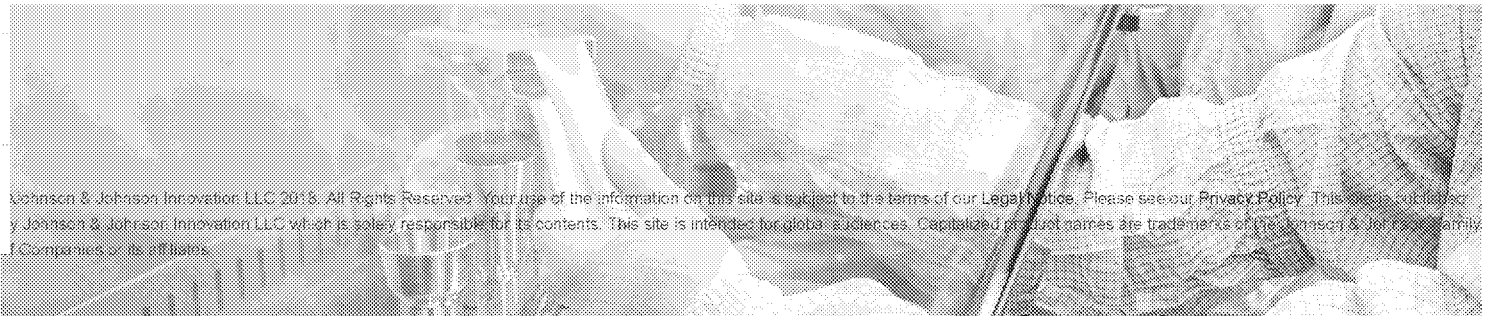 Johnson & Johnson Innovation LLC 2018. All Rights Reserved. Your use of the information on this site is subject to the terms of our Legal Notice. Please see our Privacy Policy. This site is published
y Johnson & Johnson Innovation LLC which is solely responsible for its contents. This site is intended for global audiences. Capitalized product names are trademarks of the Johnson & Johnson Family
f Companies or its affiliates.